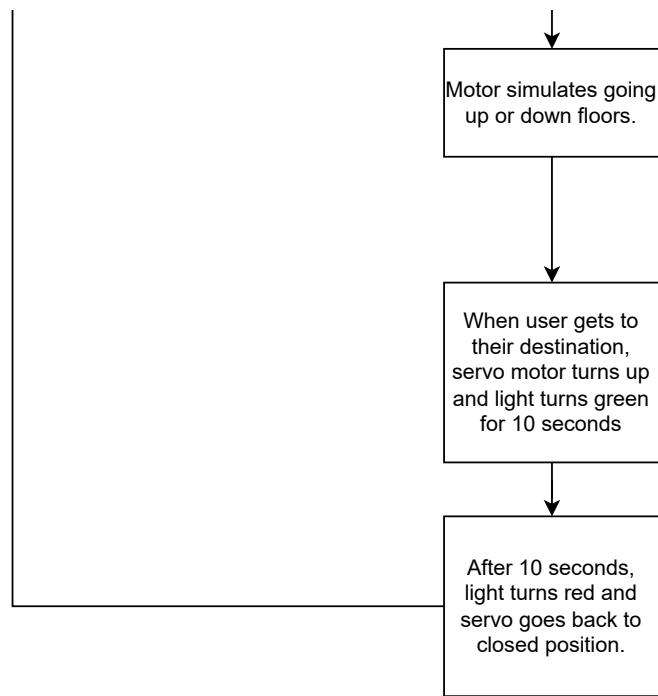 Motor simulates going
up or down floors.
When user gets to
their destination,
servo motor turns up
and light turns green
for 10 seconds
After 10 seconds,
light turns red and
servo goes back to
closed position.